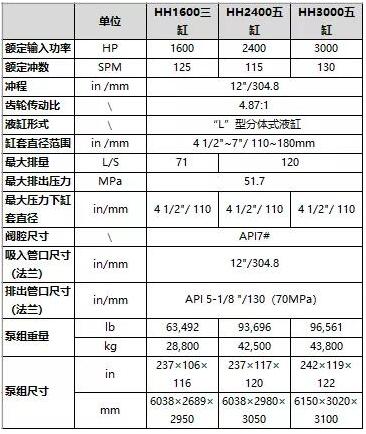 单位 HH1600三缸 HH2400五缸 HH3000五缸
额定输入功率 HP 1600 2400 3000
额定冲数 SPM 125 115 130
冲程 in /mm 12"/304.8
齿轮传动比 \ 4.87:1
液缸形式 \ “L”型分体式液缸
缸套直径范围 in /mm 4 1/2"~7"/ 110~180mm
最大排量 L/S 71 120
最大排出压力 MPa 51.7
最大压力下缸套直径 in/mm 4 1/2"/ 110 4 1/2"/ 110 4 1/2"/ 110
阀腔尺寸 \ API7#
吸入管口尺寸(法兰) in/mm 12"/304.8
排出管口尺寸(法兰) in/mm API 5-1/8 "/130（70MPa）
泵组重量 lb 63,492 93,696 96,561
kg 28,800 42,500 43,800
泵组尺寸 in 237×106×116 237×117×120 242×119×122
mm 6038×2689×2950 6038×2980×3050 6150×3020×3100